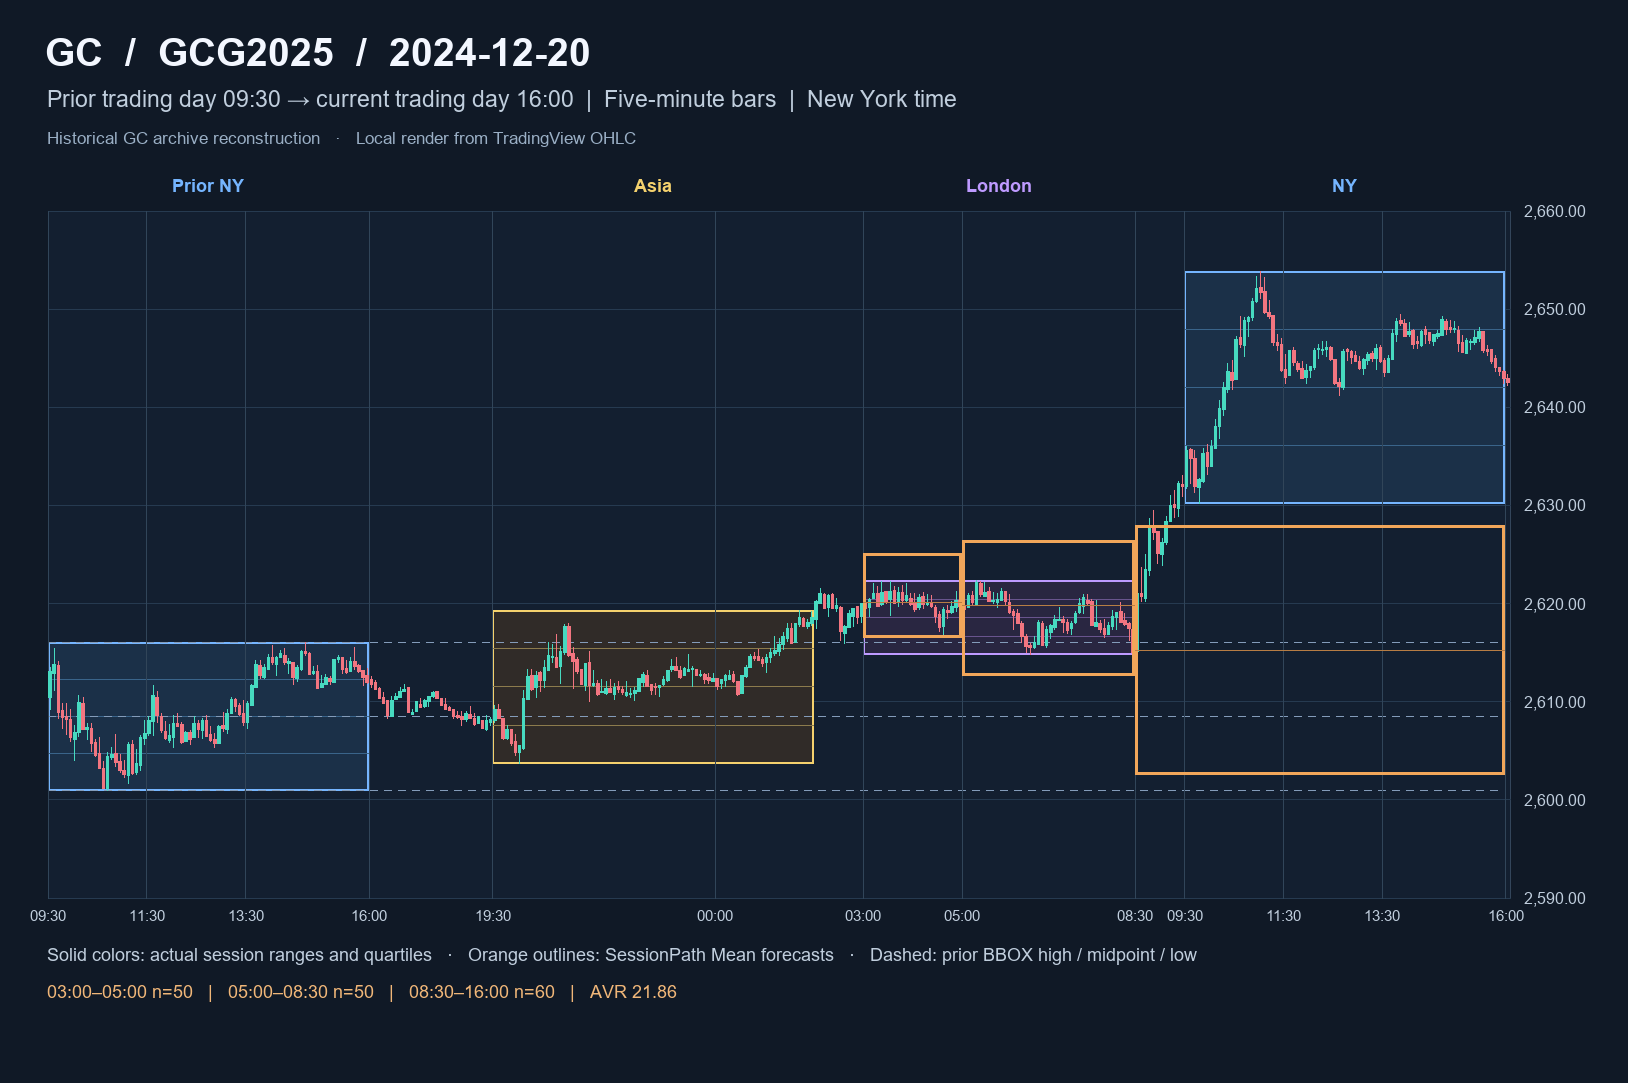 GC / GCG2025 / 2024-12-20
Prior trading day 09:30 → current trading day 16:00 | Five-minute bars | New York time
Historical GC archive reconstruction · Local render from TradingView OHLC
Prior NY Asia London NY
2,660.00
2,650.00
2,640.00
2,630.00
2,620.00
2,610.00
2,600.00
2,590.00
09:30 11:30 13:30 16:00 19:30 00:00 03:00 05:00 08:30 09:30 11:30 13:30 16:00
Solid colors: actual session ranges and quartiles · Orange outlines: SessionPath Mean forecasts · Dashed: prior BBOX high / midpoint / low
03:00–05:00 n=50 | 05:00–08:30 n=50 | 08:30–16:00 n=60 | AVR 21.86